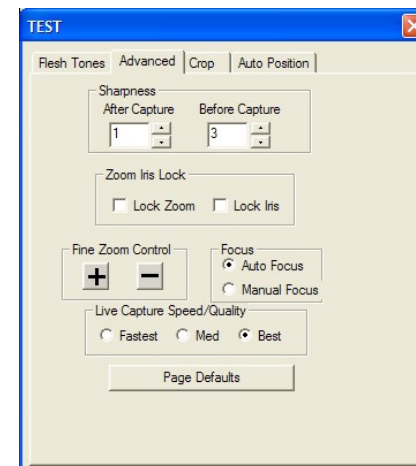 TEST
Flesh Tones Advanced Crop Auto Position
Sharpness
After Capture Before Capture
1 3
Zoom Iris Lock
Lock Zoom Lock Iris
Fine Zoom Control Focus
Auto Focus
Manual Focus
Live Capture Speed/Quality
Fastest Med Best
Page Defaults